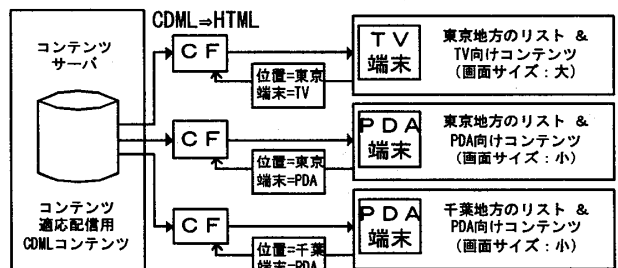 CDML⇒HTML
コンテンツ
サーバ
コンテンツ
適応配信用
CDMLコンテンツ
CF
位置=東京
端末=TV
TV
端末
東京地方のリスト &
TV向けコンテンツ
(画面サイズ:大)
CF
位置=東京
端末=PDA
PDA
端末
東京地方のリスト &
PDA向けコンテンツ
(画面サイズ:小)
CF
位置=千葉
端末=PDA
PDA
端末
千葉地方のリスト &
PDA向けコンテンツ
(画面サイズ:小)